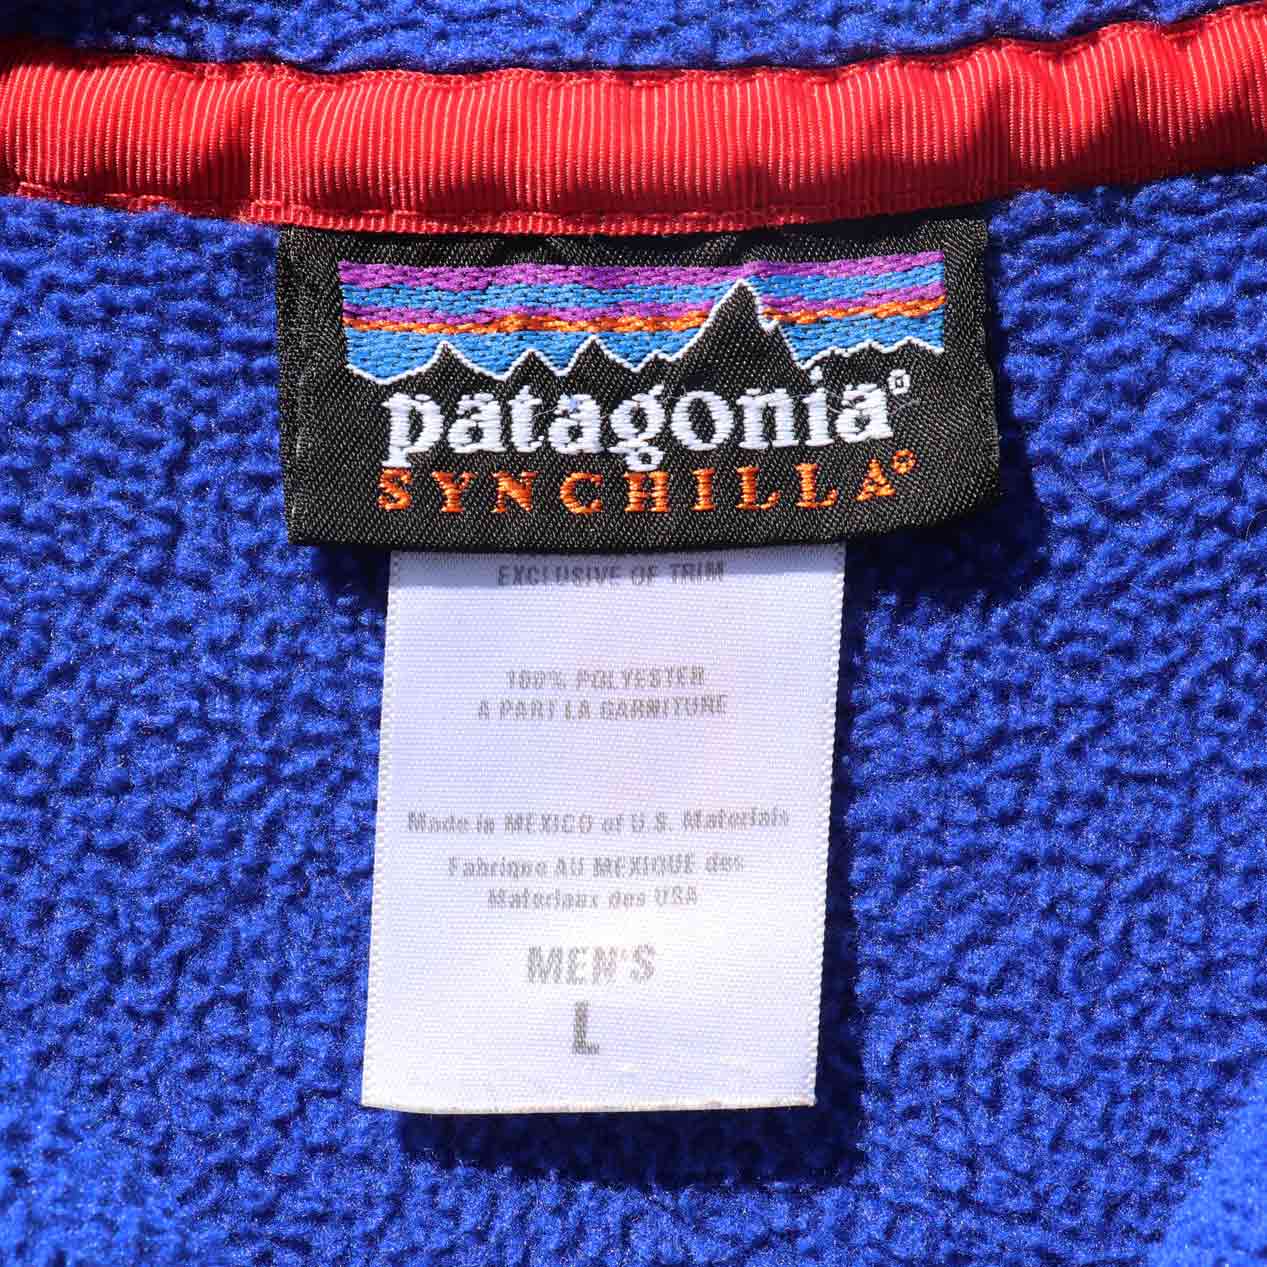 patagonia®
SYNCHILLA®
EXCLUSIVE OF TRIM
100% POLYESTER
A PART LA GARNITURE
Made in MEXICO of U.S. Materials
Fabrique AU MEXIQUE des
Materiaux des USA
MEN'S
L